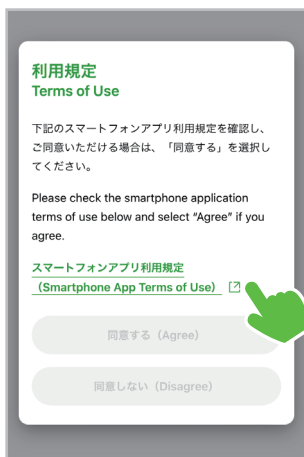 利用規定
Terms of Use
下記のスマートフォンアプリ利用規定を確認し、
ご同意いただける場合は、「同意する」を選択し
てください。
Please check the smartphone application
terms of use below and select “Agree” if you
agree.
スマートフォンアプリ利用規定
（Smartphone App Terms of Use）
同意する（Agree）
同意しない（Disagree）